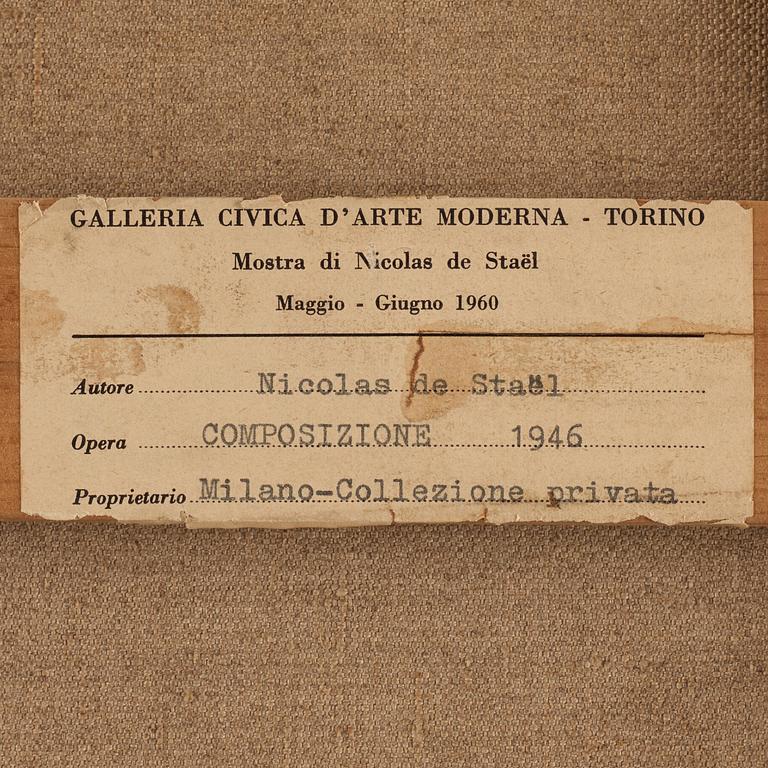 GALLERIA CIVICA D'ARTE MODERNA - TORINO
Mostra di Nicolas de Staël
Maggio - Giugno 1960
Autore Nicolas de Staël
Opera COMPOSIZIONE 1946
Proprietario Milano-Collezione privata